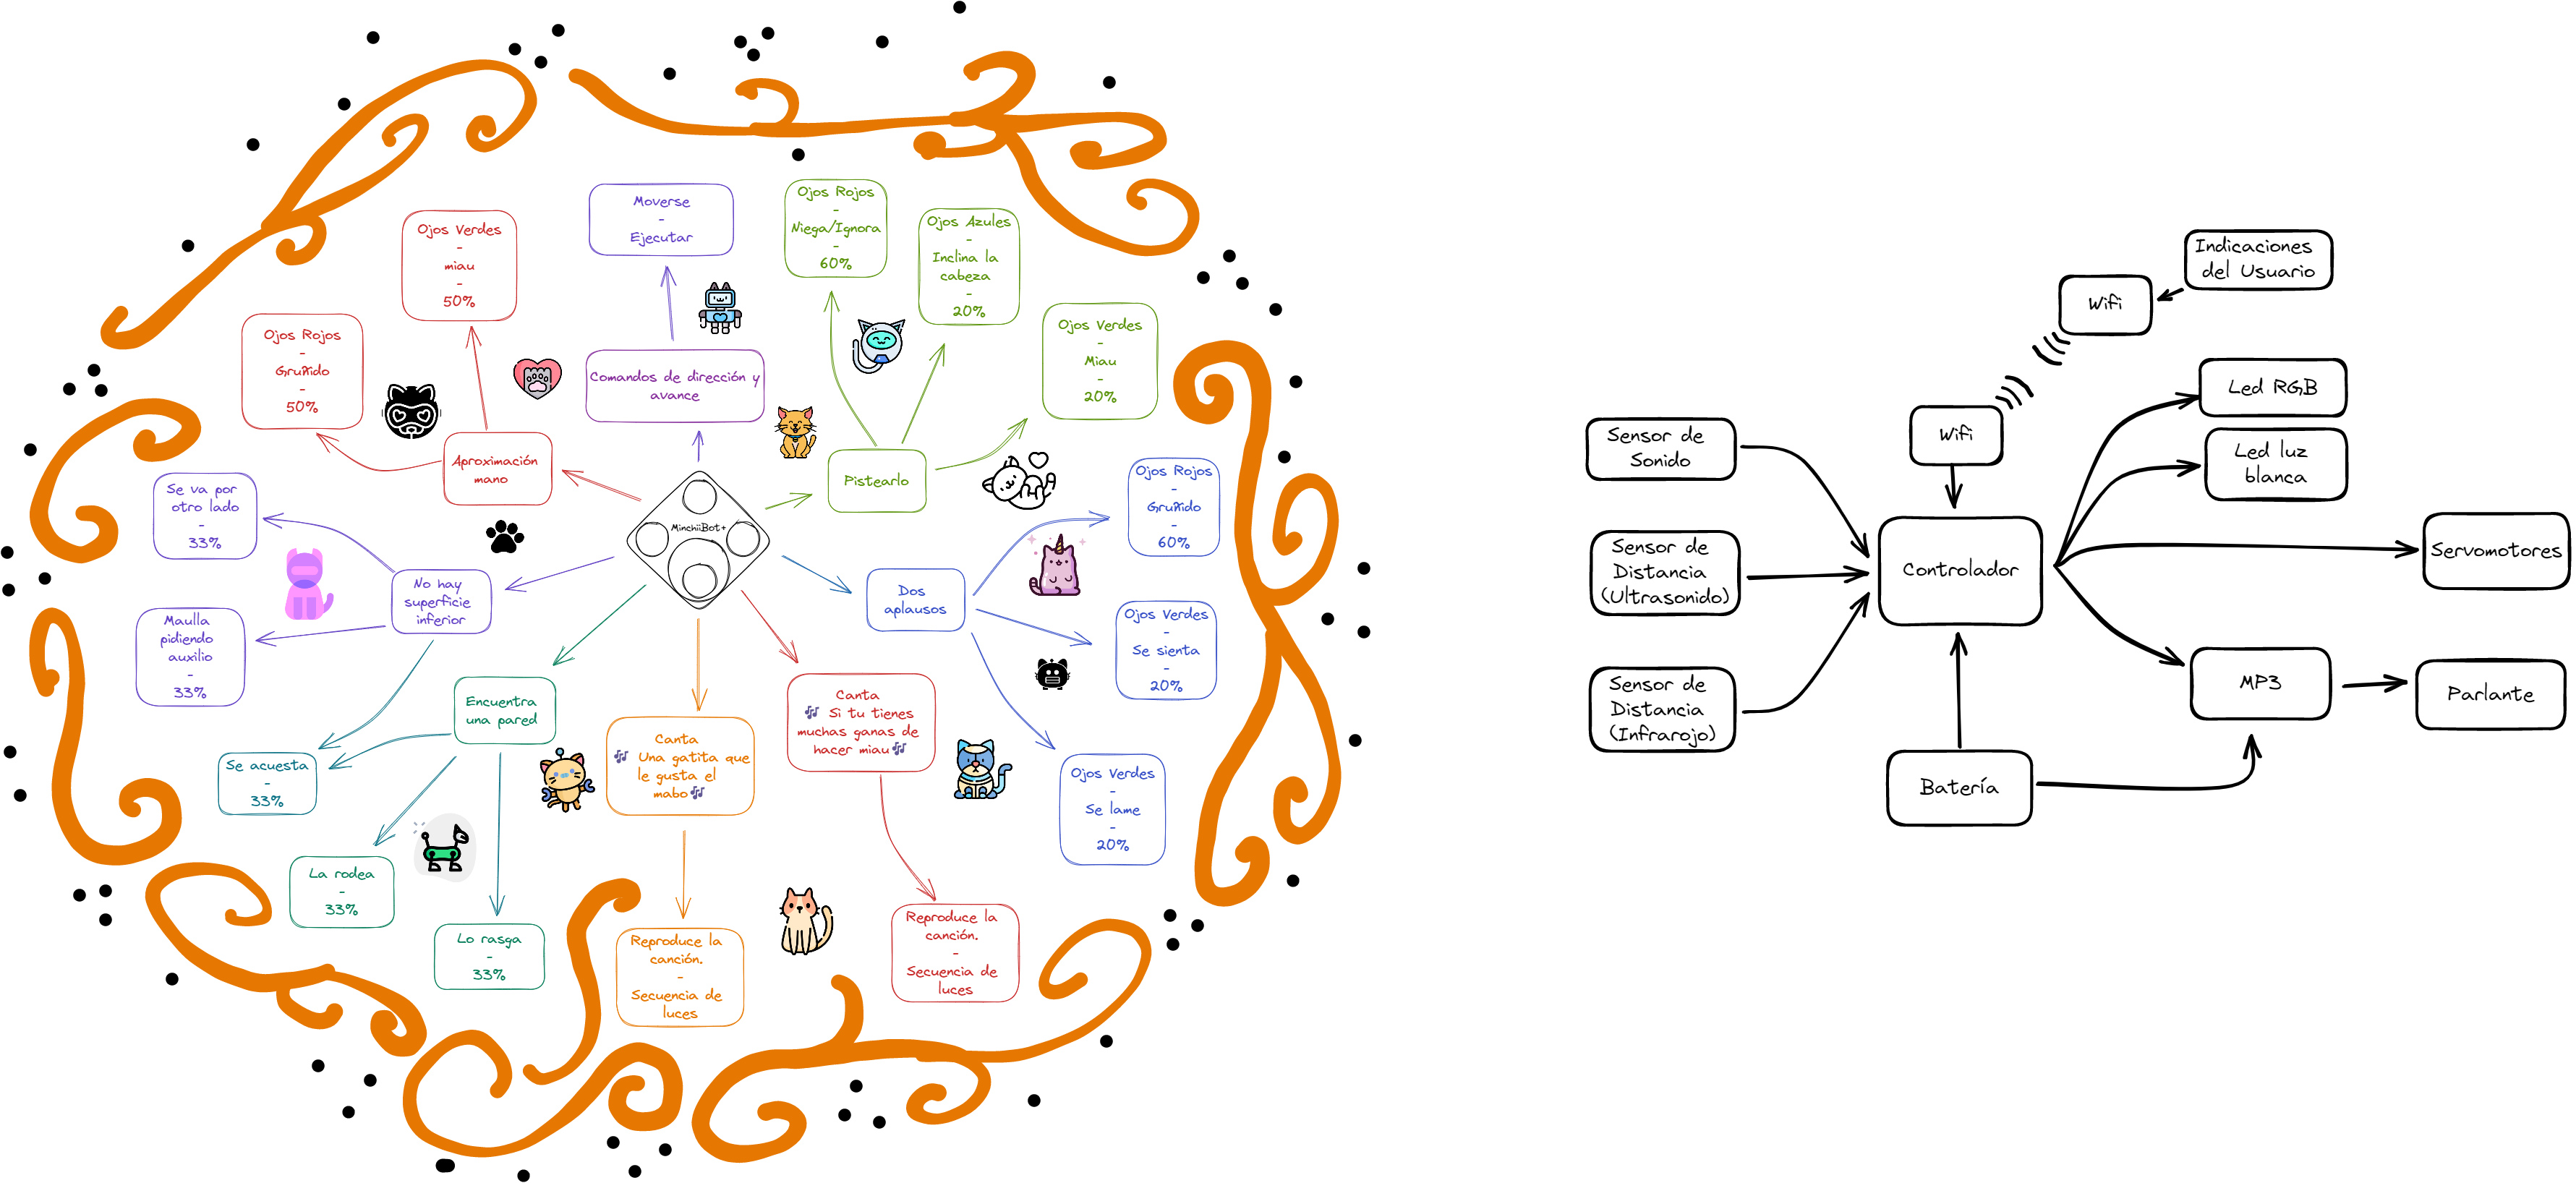 MinchiiBot+
Comandos de dirección y
avance
Moverse
-
Ejecutar
Pistearlo
Ojos Rojos
-
Niega/Ignora
-
60%
Ojos Azules
-
Inclina la
cabeza
-
20%
Ojos Verdes
-
Miau
-
20%
Dos
aplausos
Ojos Rojos
-
Gruñido
-
60%
Ojos Verdes
-
Se sienta
-
20%
Ojos Verdes
-
Se lame
-
20%
Canta
🎶 Si tu tienes
muchas ganas de
hacer miau🎶
Reproduce la
canción.
-
Secuencia de
luces
Canta
🎶 Una gatita que
le gusta el
mabo🎶
Reproduce la
canción.
-
Secuencia de
luces
Encuentra
una pared
Lo rasga
-
33%
La rodea
-
33%
Se acuesta
-
33%
No hay
superficie
inferior
Maulla
pidiendo
auxilio
-
33%
Se va por
otro lado
-
33%
Aproximación
mano
Ojos Rojos
-
Gruñido
-
50%
Ojos Verdes
-
miau
-
50%
Indicaciones
del Usuario
Wifi
Wifi
Sensor de
Sonido
Sensor de
Distancia
(Ultrasonido)
Sensor de
Distancia
(Infrarojo)
Controlador
Batería
Led RGB
Led luz
blanca
Servomotores
MP3
Parlante